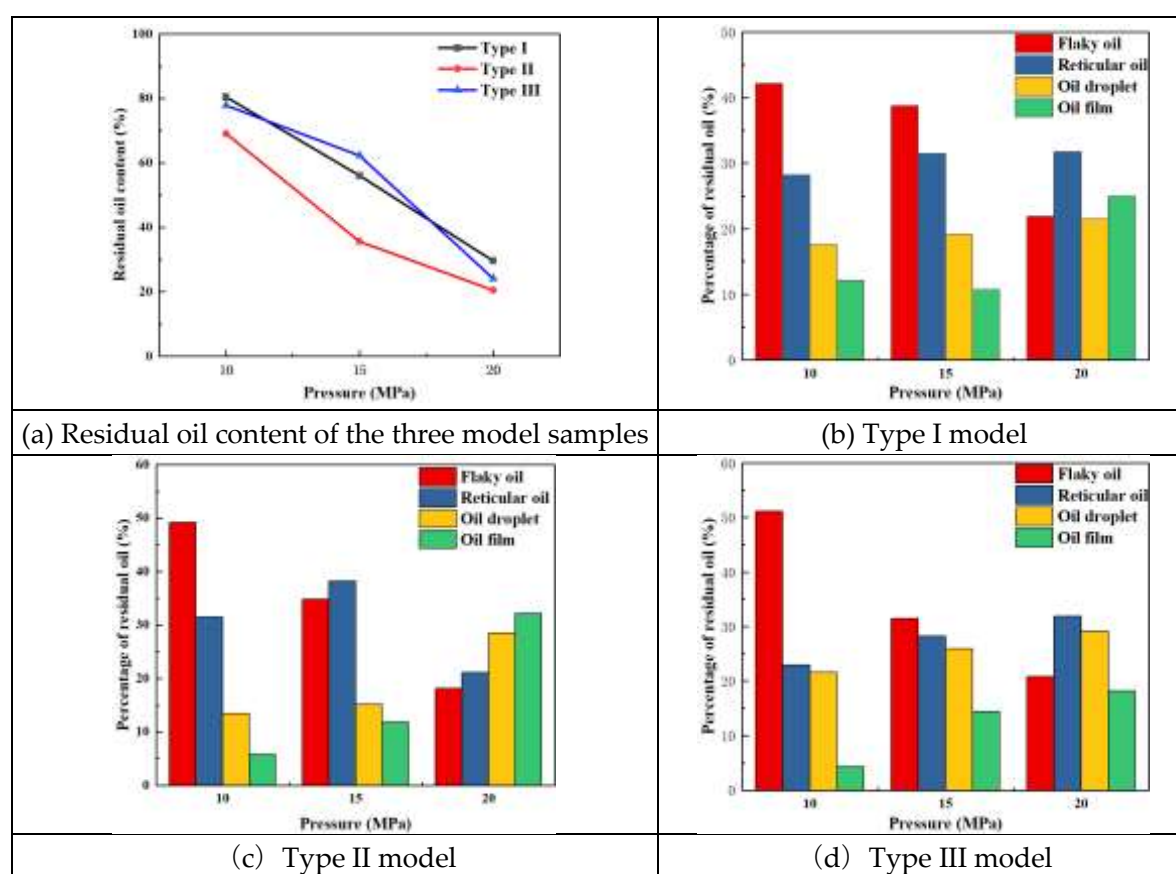 100
80
60
40
20
0
Residual oil content (%)
Type I
Type II
Type III
10
15
20
Pressure (MPa)
(a) Residual oil content of the three model samples
50
40
30
20
10
0
Percentage of residual oil (%)
Flaky oil
Reticular oil
Oil droplet
Oil film
10
15
20
Pressure (MPa)
(b) Type I model
60
50
40
30
20
10
0
Percentage of residual oil (%)
Flaky oil
Reticular oil
Oil droplet
Oil film
10
15
20
Pressure (MPa)
(c) Type II model
60
50
40
30
20
10
0
Percentage of residual oil (%)
Flaky oil
Reticular oil
Oil droplet
Oil film
10
15
20
Pressure (MPa)
(d) Type III model